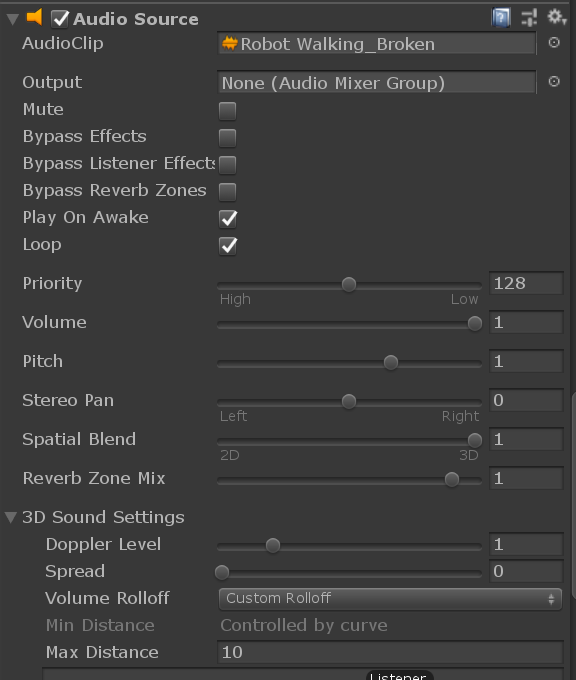 Audio Source
AudioClip Robot Walking_Broken
Output None (Audio Mixer Group)
Mute
Bypass Effects
Bypass Listener Effects
Bypass Reverb Zones
Play On Awake
Loop
Priority 128
High Low
Volume 1
Pitch 1
Stereo Pan 0
Left Right
Spatial Blend 1
2D 3D
Reverb Zone Mix 1
3D Sound Settings
Doppler Level 1
Spread 0
Volume Rolloff Custom Rolloff
Min Distance Controlled by curve
Max Distance 10
Listener